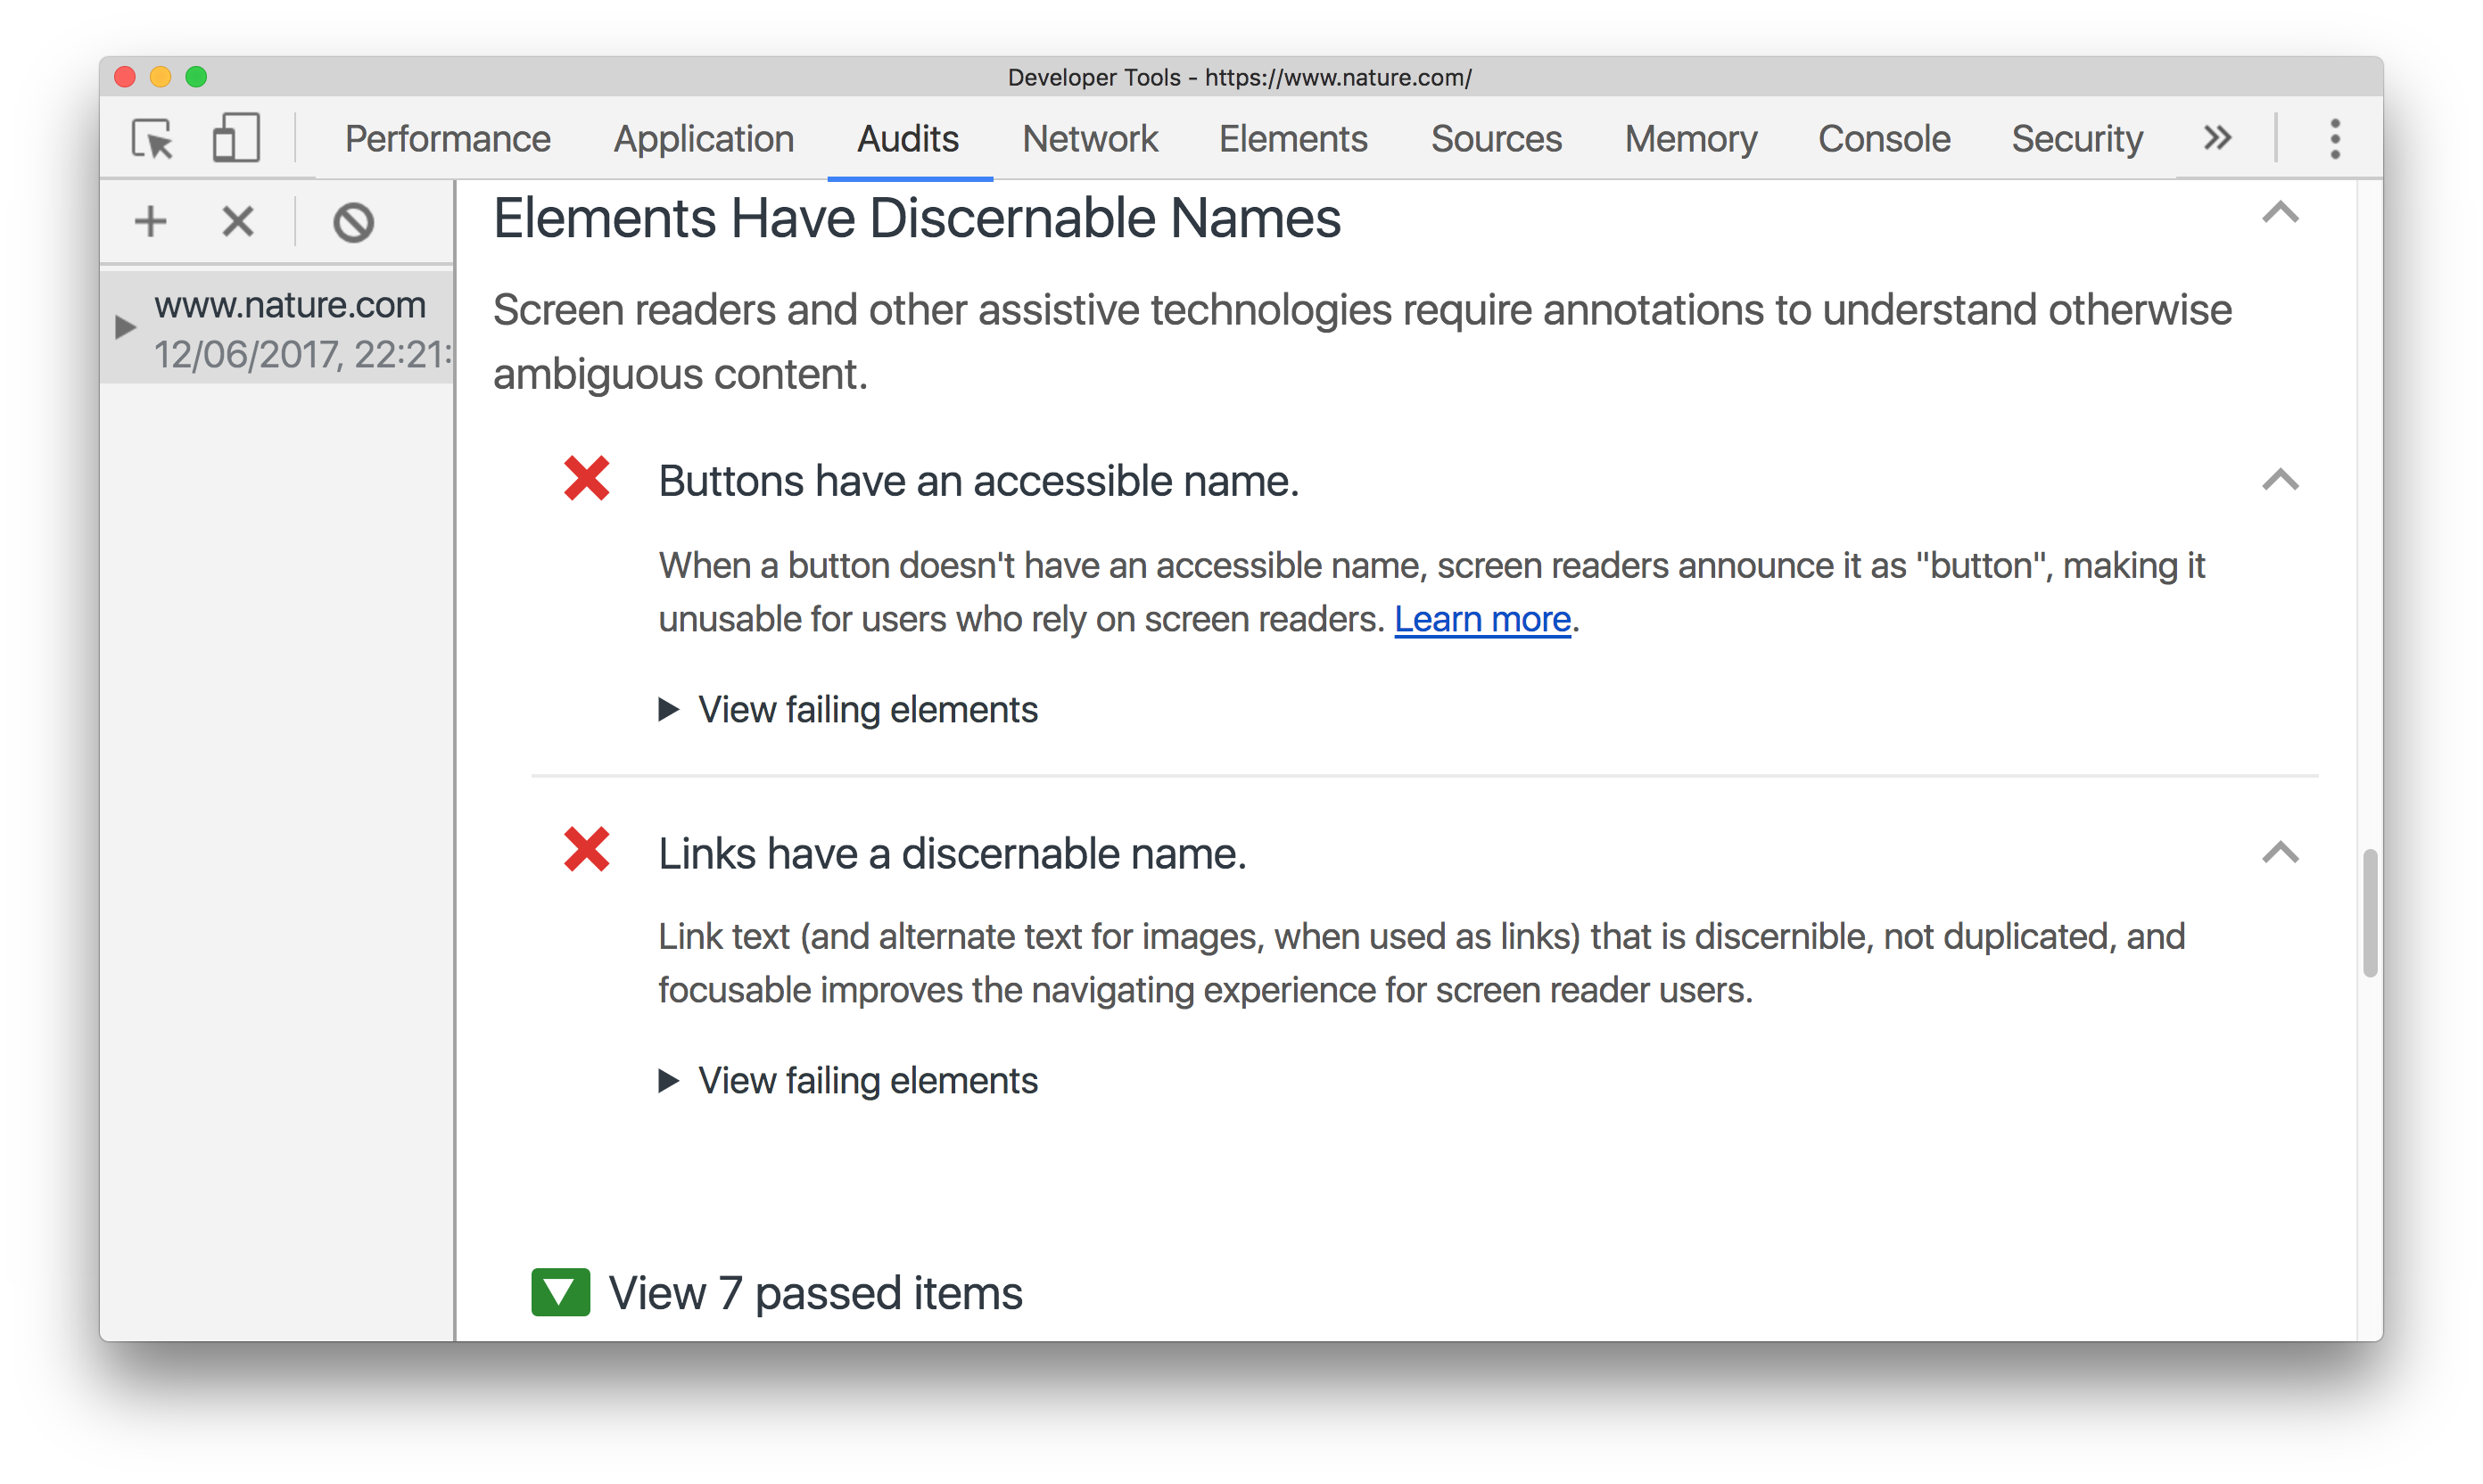 Developer Tools - https://www.nature.com/
Performance Application Audits Network Elements Sources Memory Console Security
www.nature.com
12/06/2017, 22:21:
Elements Have Discernable Names
Screen readers and other assistive technologies require annotations to understand otherwise
ambiguous content.
Buttons have an accessible name.
When a button doesn't have an accessible name, screen readers announce it as "button", making it
unusable for users who rely on screen readers. Learn more.
View failing elements
Links have a discernable name.
Link text (and alternate text for images, when used as links) that is discernible, not duplicated, and
focusable improves the navigating experience for screen reader users.
View failing elements
View 7 passed items